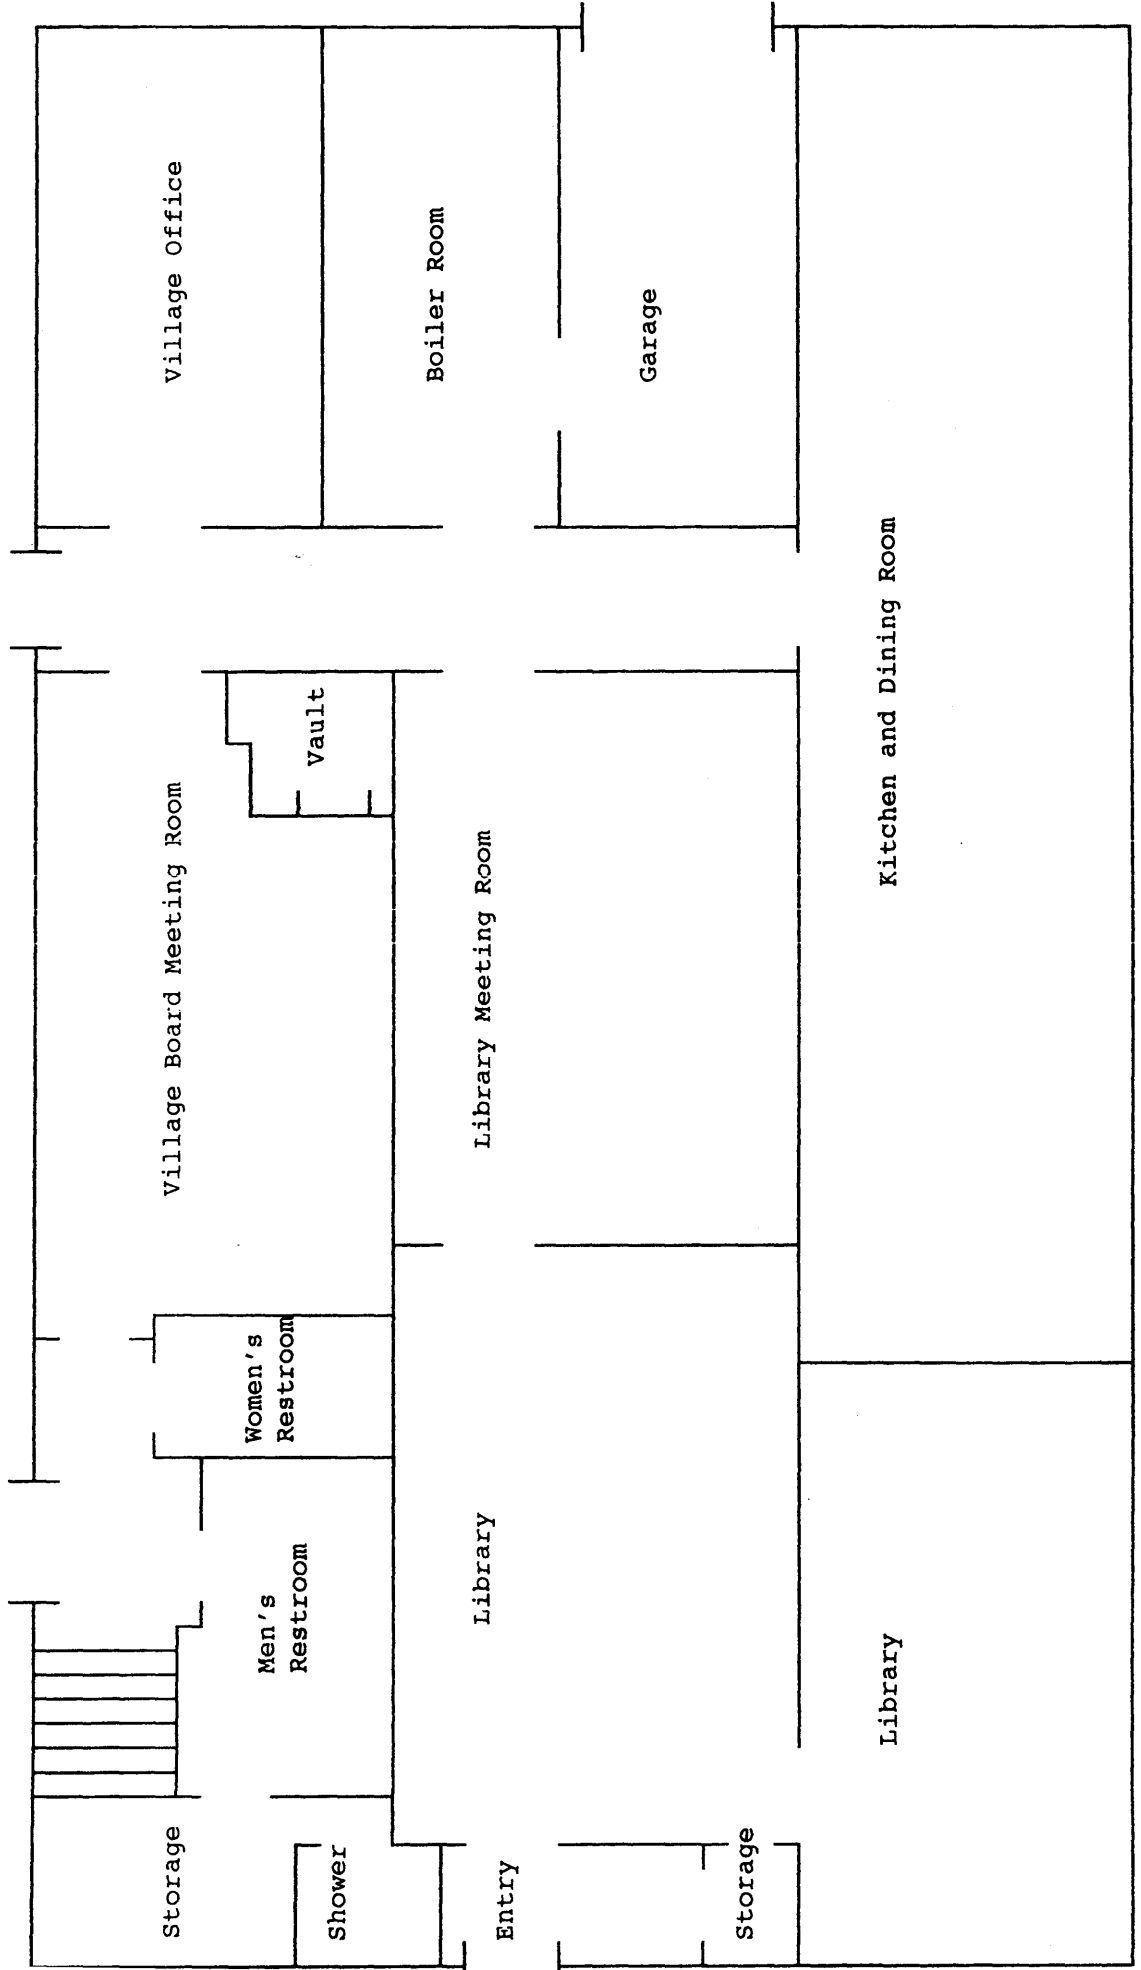 Storage
Shower
Entry
Storage
Men's
Restroom
Library
Library
Women's
Restroom
Village Board Meeting Room
Library Meeting Room
Vault
Kitchen and Dining Room
Village Office
Boiler Room
Garage